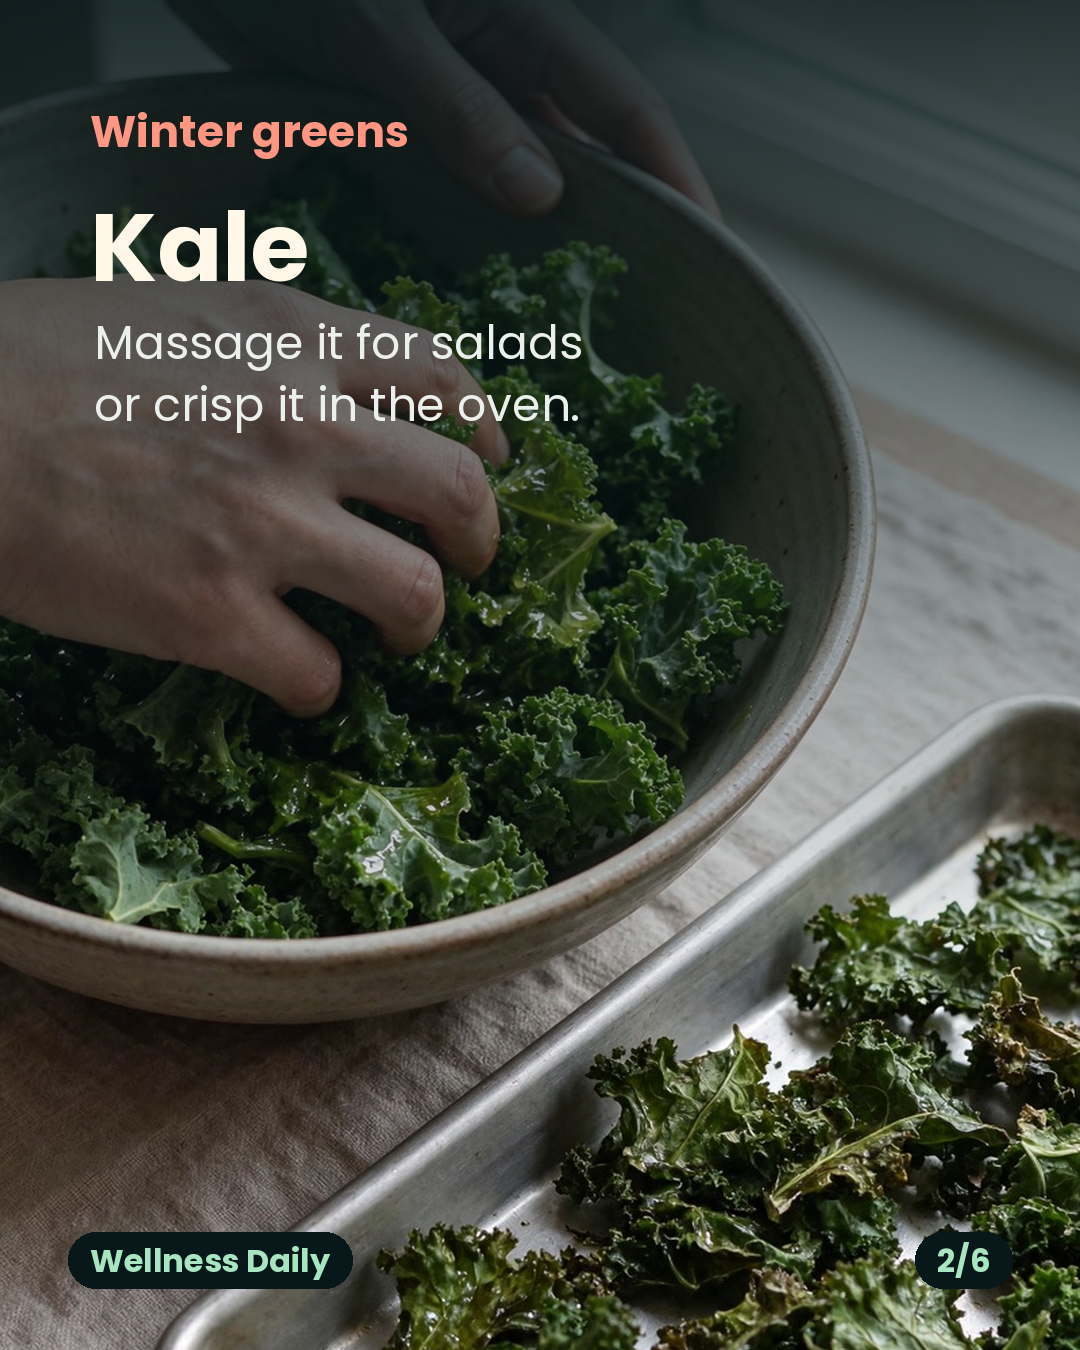 Winter greens
Kale
Massage it for salads
or crisp it in the oven.
Wellness Daily
2/6